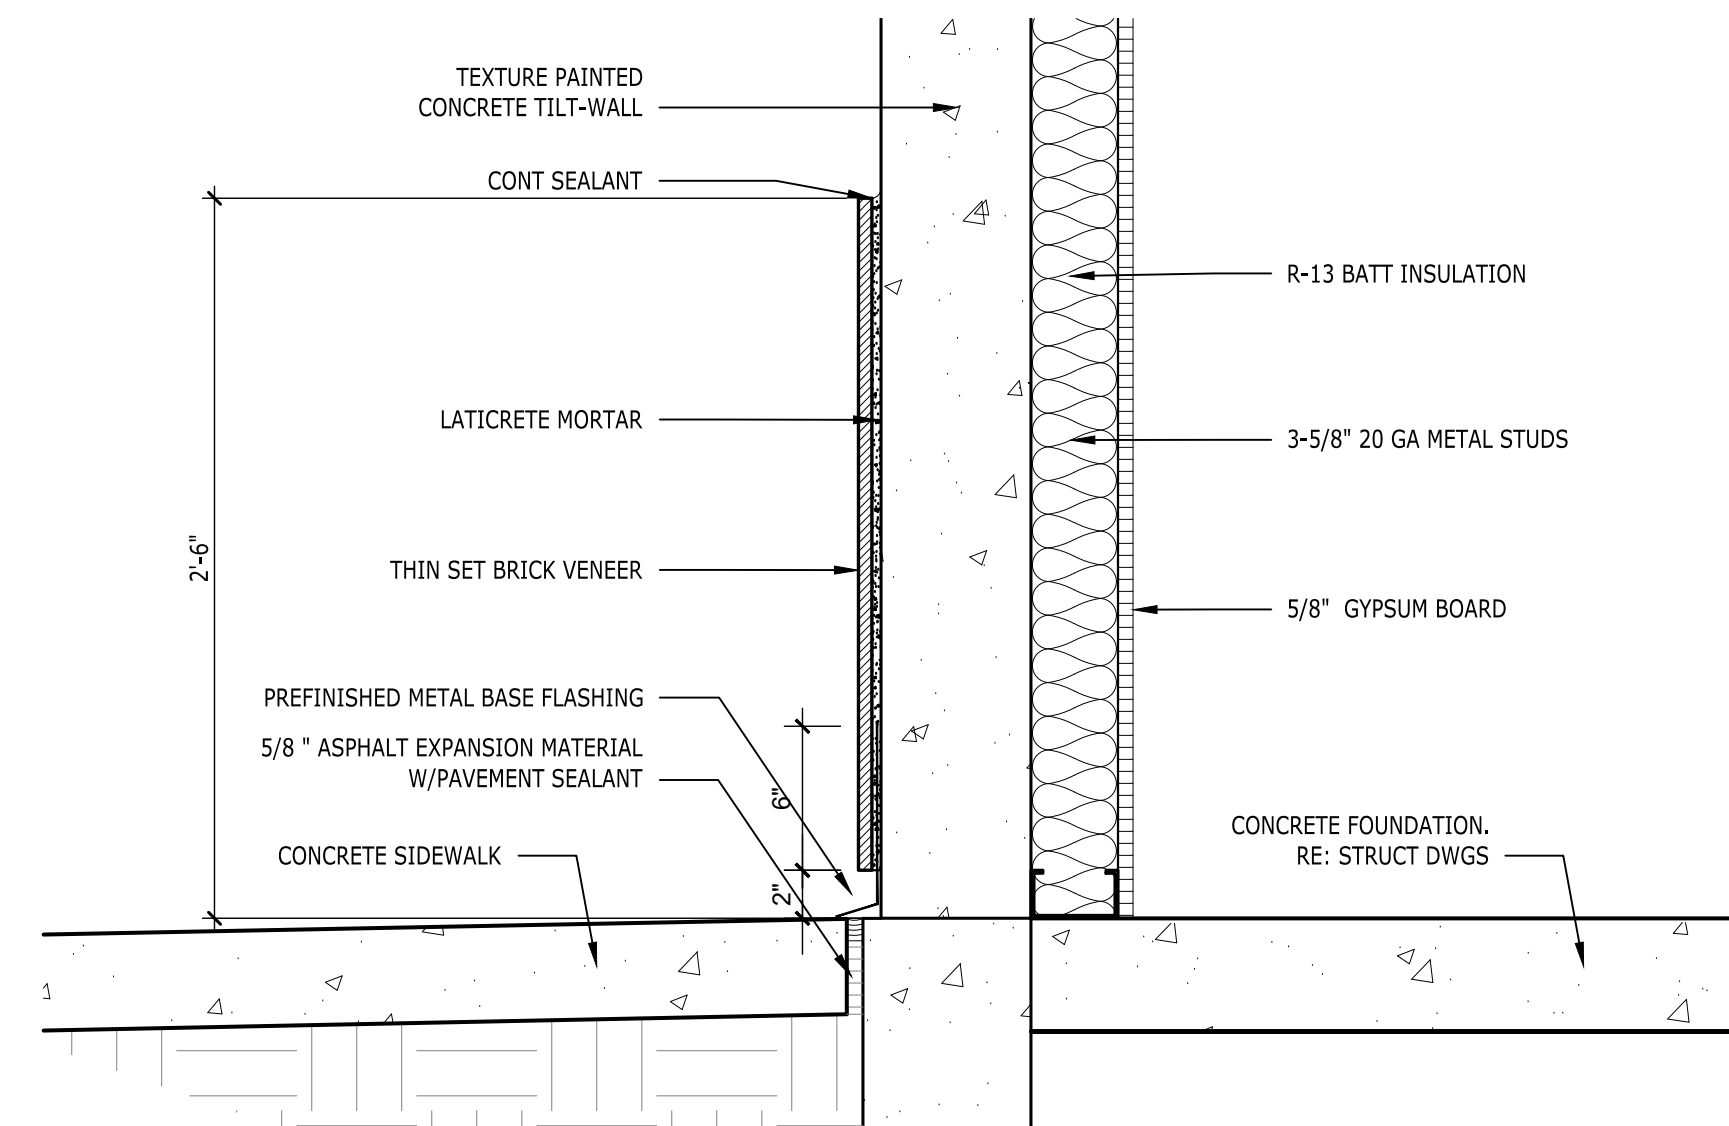 TEXTURE PAINTED
CONCRETE TILT-WALL
CONT SEALANT
R-13 BATT INSULATION
LATICRETE MORTAR
3-5/8" 20 GA METAL STUDS
2'-6"
THIN SET BRICK VENEER
5/8"  GYPSUM BOARD
PREFINISHED METAL BASE FLASHING
5/8 " ASPHALT EXPANSION MATERIAL
W/PAVEMENT SEALANT
6"
CONCRETE SIDEWALK
2"
CONCRETE FOUNDATION.
RE: STRUCT DWGS